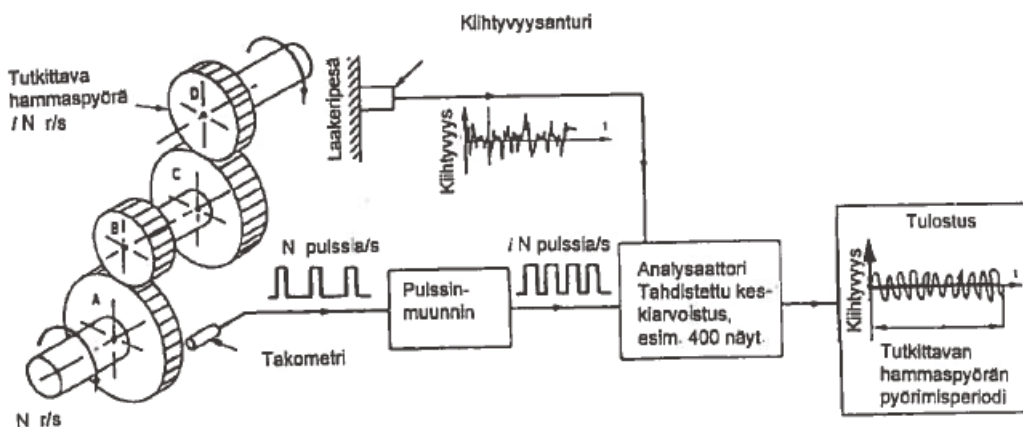 Kiihtyvyysanturi
Tutkittava
hammaspyörä
i N r/s
D
C
B
A
N r/s
Laakeripesä
Kiihtyvyys
t
N pulssia/s
Takometri
Pulssin-
muunnin
i N pulssia/s
Analysaattori
Tahdistettu kes-
kiarvoistus,
esim. 400 näyt.
Tulostus
Kiihtyvyys
t
Tutkittavan
hammaspyörän
pyörimisperiodi